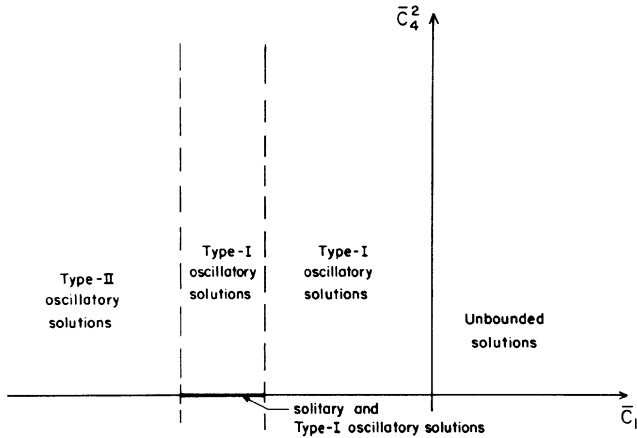 C̄₄²
Type-I
oscillatory
solutions
Type-I
oscillatory
solutions
Type-II
oscillatory
solutions
Unbounded
solutions
C̄₁
solitary and
Type-I oscillatory solutions